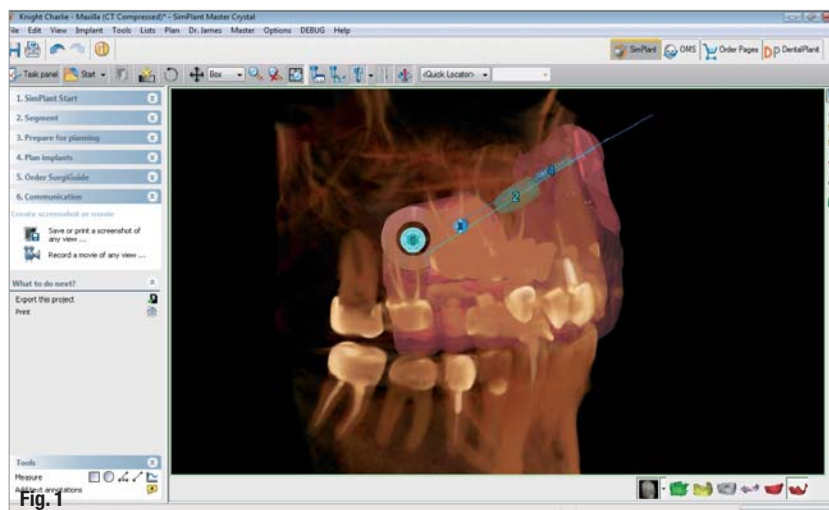 Knight Charlie - Maxilla (CT Compressed)* - SimPlant Master Crystal
File Edit View Implant Tools Lists Plan Dr. James Master Options DEBUG Help
SimPlant OMS Order Pages DentalPlanit
Task panel Start Box <Quick Locator>
1. SimPlant Start
2. Segment
3. Prepare for planning
4. Plan implants
5. Order SurgiGuide
6. Communication
Create screenshot or movie
Save or print a screenshot of
any view ...
Record a movie of any view ...
What to do next?
Export this project
Print
2
Tools
Measure
Add text annotations
Fig. 1